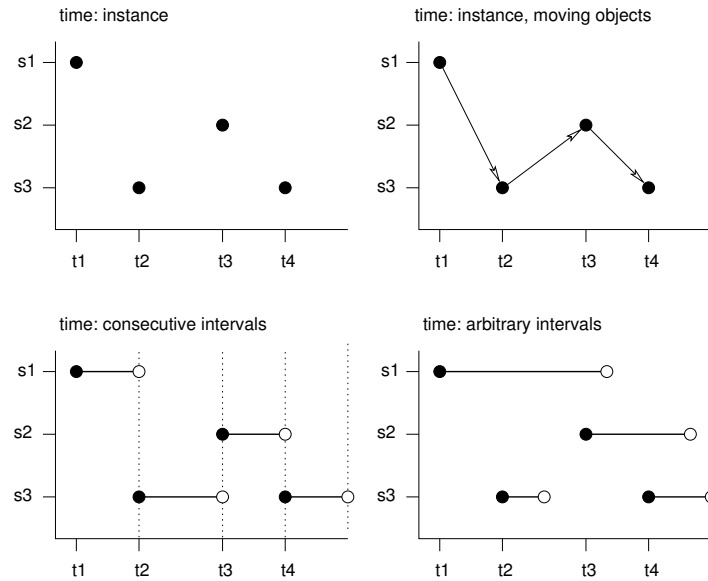 time: instance
s1
s2
s3
t1 t2 t3 t4
time: instance, moving objects
s1
s2
s3
t1 t2 t3 t4
time: consecutive intervals
s1
s2
s3
t1 t2 t3 t4
time: arbitrary intervals
s1
s2
s3
t1 t2 t3 t4